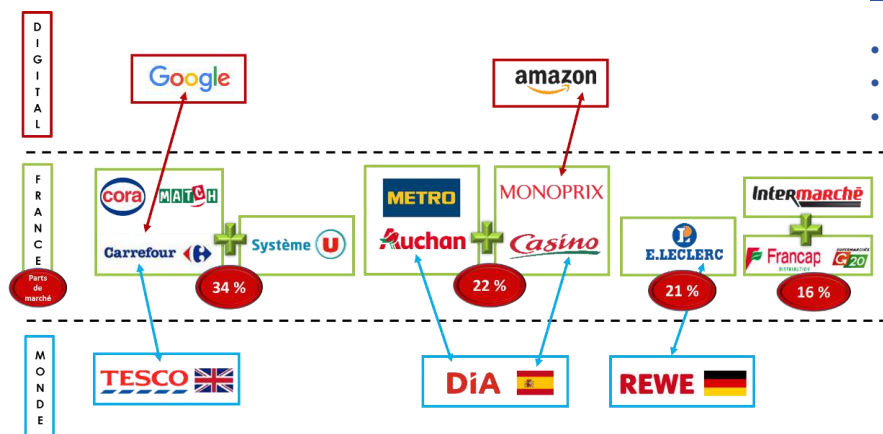 DIGITAL
Google
amazon
FRANCE
Parts
de
marché
cora
MATCH
Carrefour
Système U
34 %
METRO
Auchan
MONOPRIX
Casino
22 %
E.LECLERC
21 %
Intermarché
Francap
DISTRIBUTION
SUPERMARCHÉS
G20
16 %
MONDE
TESCO
DiA
REWE